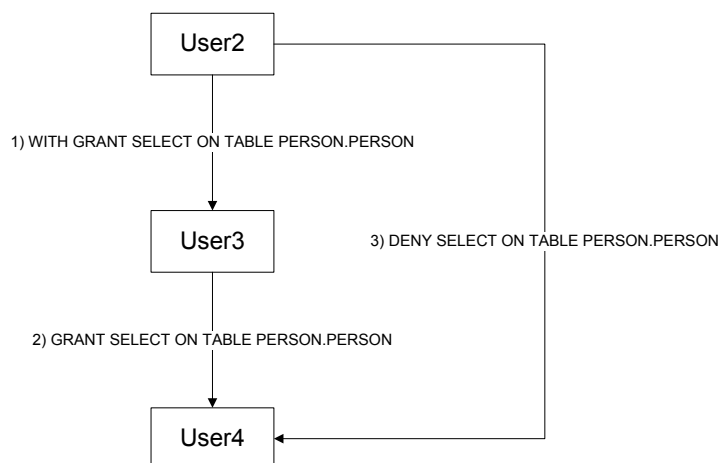 User2
1) WITH GRANT SELECT ON TABLE PERSON.PERSON
User3
3) DENY SELECT ON TABLE PERSON.PERSON
2) GRANT SELECT ON TABLE PERSON.PERSON
User4